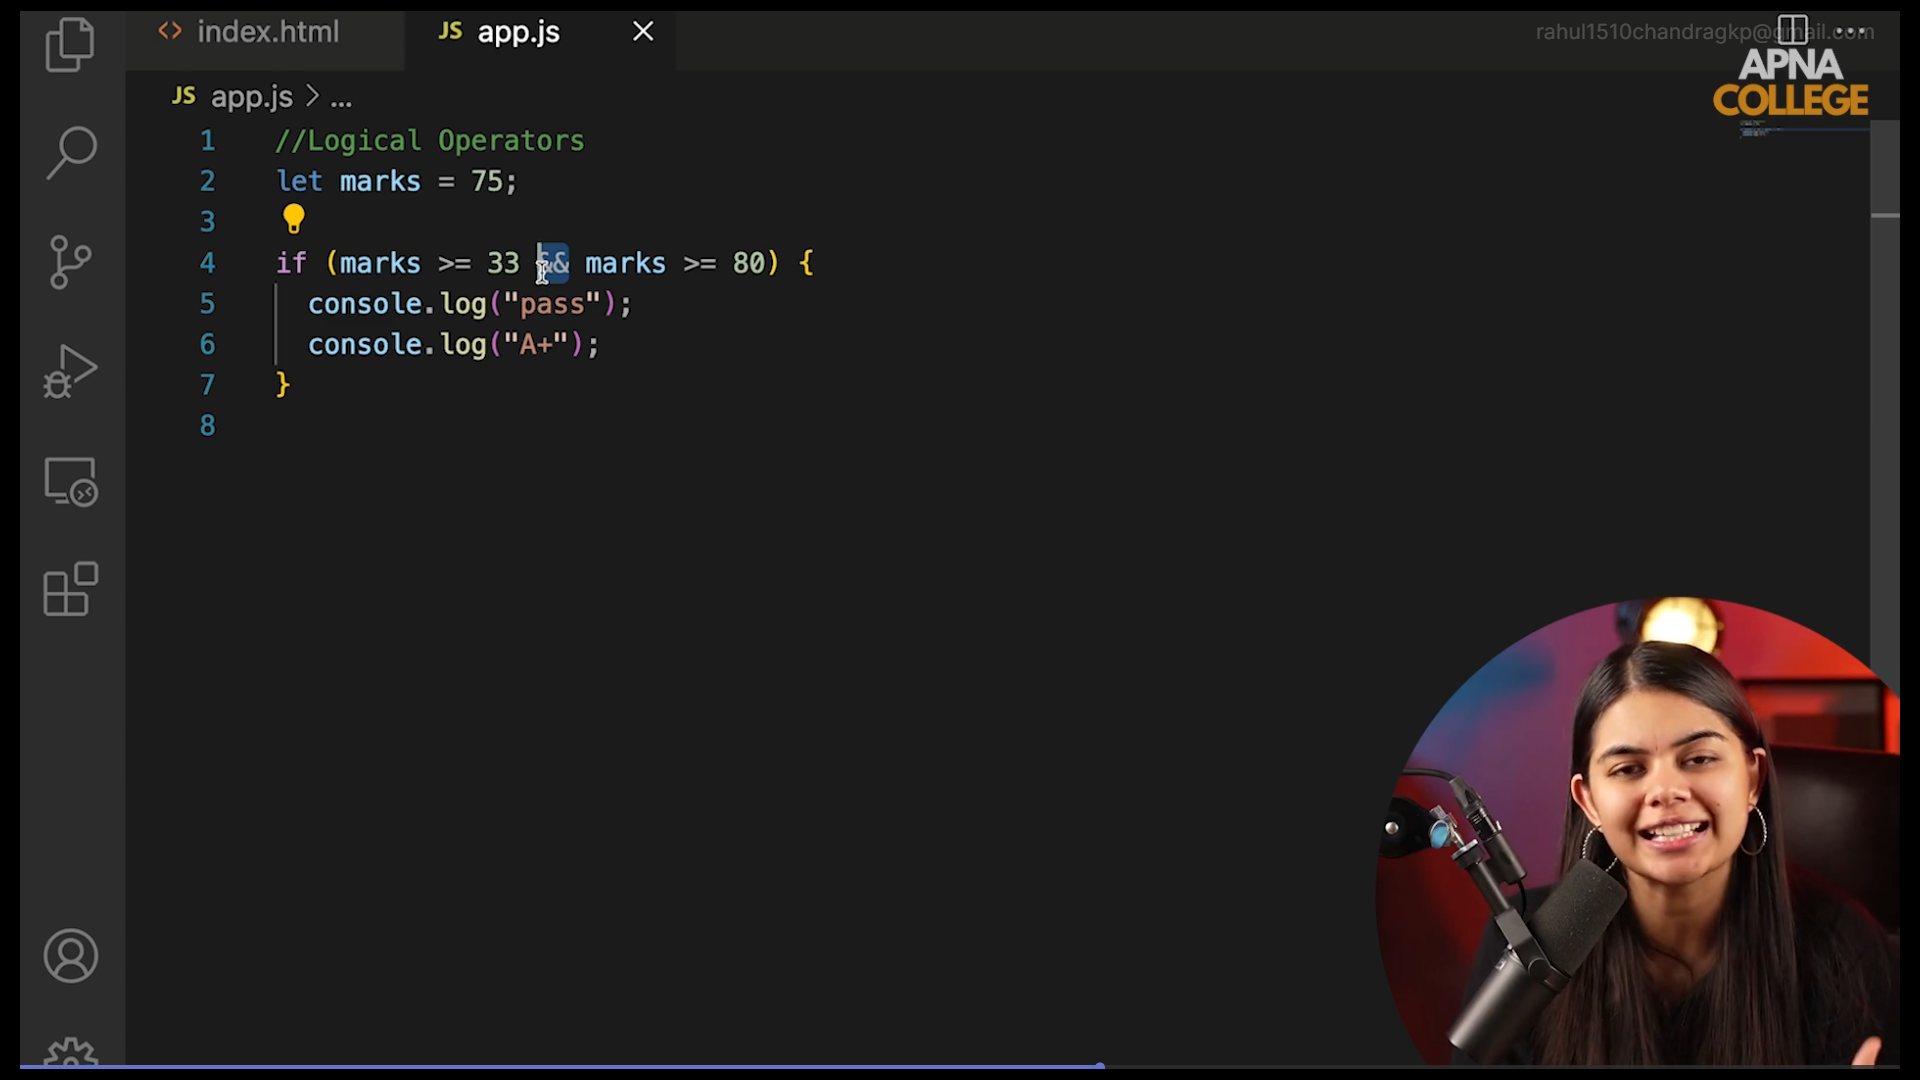 index.html
JS app.js
rahul1510chandragkp@gmail.com
APNA
COLLEGE
JS app.js > ...
1 //Logical Operators
2 let marks = 75;
3
4 if (marks >= 33 && marks >= 80) {
5 console.log("pass");
6 console.log("A+");
7 }
8